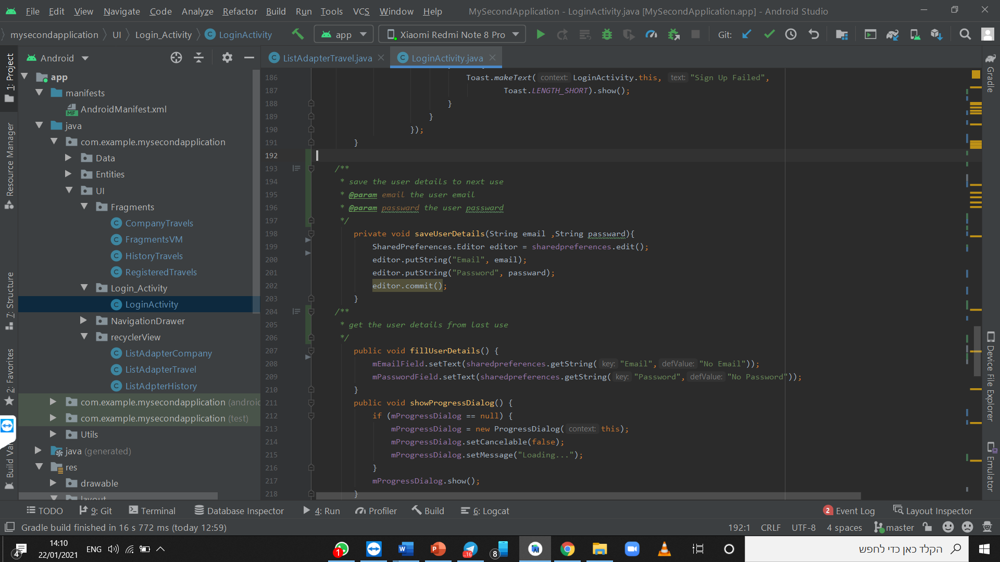 File Edit View Navigate Code Analyze Refactor Build Run Tools VCS Window Help MySecondApplication - LoginActivity.java [MySecondApplication.app] - Android Studio
mysecondapplication UI Login_Activity LoginActivity app Xiaomi Redmi Note 8 Pro Git:
Android
ListAdapterTravel.java LoginActivity.java
1: Project
Resource Manager
7: Structure
2: Favorites
Build Var
app
manifests
AndroidManifest.xml
java
com.example.mysecondapplication
Data
Entities
UI
Fragments
CompanyTravels
FragmentsVM
HistoryTravels
RegisteredTravels
Login_Activity
LoginActivity
NavigationDrawer
recyclerView
ListAdapterCompany
ListAdapterTravel
ListAdpterHistory
com.example.mysecondapplication (androic
com.example.mysecondapplication (test)
Utils
java (generated)
res
drawable
layout
186 Toast.makeText( context: LoginActivity.this, text: "Sign Up Failed",
187 Toast.LENGTH_SHORT).show();
188 }
189 }
190 });
191 }
192
193 /**
194 * save the user details to next use
195 * @param email the user email
196 * @param passward the user passward
197 */
198 private void saveUserDetails(String email ,String passward){
199 SharedPreferences.Editor editor = sharedpreferences.edit();
200 editor.putString("Email", email);
201 editor.putString("Password", passward);
202 editor.commit();
203 }
204 /**
205 * get the user details from last use
206 */
207 public void fillUserDetails() {
208 mEmailField.setText(sharedpreferences.getString( key: "Email", defValue: "No Email"));
209 mPasswordField.setText(sharedpreferences.getString( key: "Password", defValue: "No Password"));
210 }
211 public void showProgressDialog() {
212 if (mProgressDialog == null) {
213 mProgressDialog = new ProgressDialog( context: this);
214 mProgressDialog.setCancelable(false);
215 mProgressDialog.setMessage("Loading...");
216 }
217 mProgressDialog.show();
218 }
Gradle
Device File Explorer
Emulator
TODO 9: Git Terminal Database Inspector 4: Run Profiler Build 6: Logcat 2 Event Log Layout Inspector
Gradle build finished in 16 s 772 ms (today 12:59) 192:1 CRLF UTF-8 4 spaces master
4 14:10 ENG 1 ..16 8 הקלד כאן כדי לחפש
22/01/2021